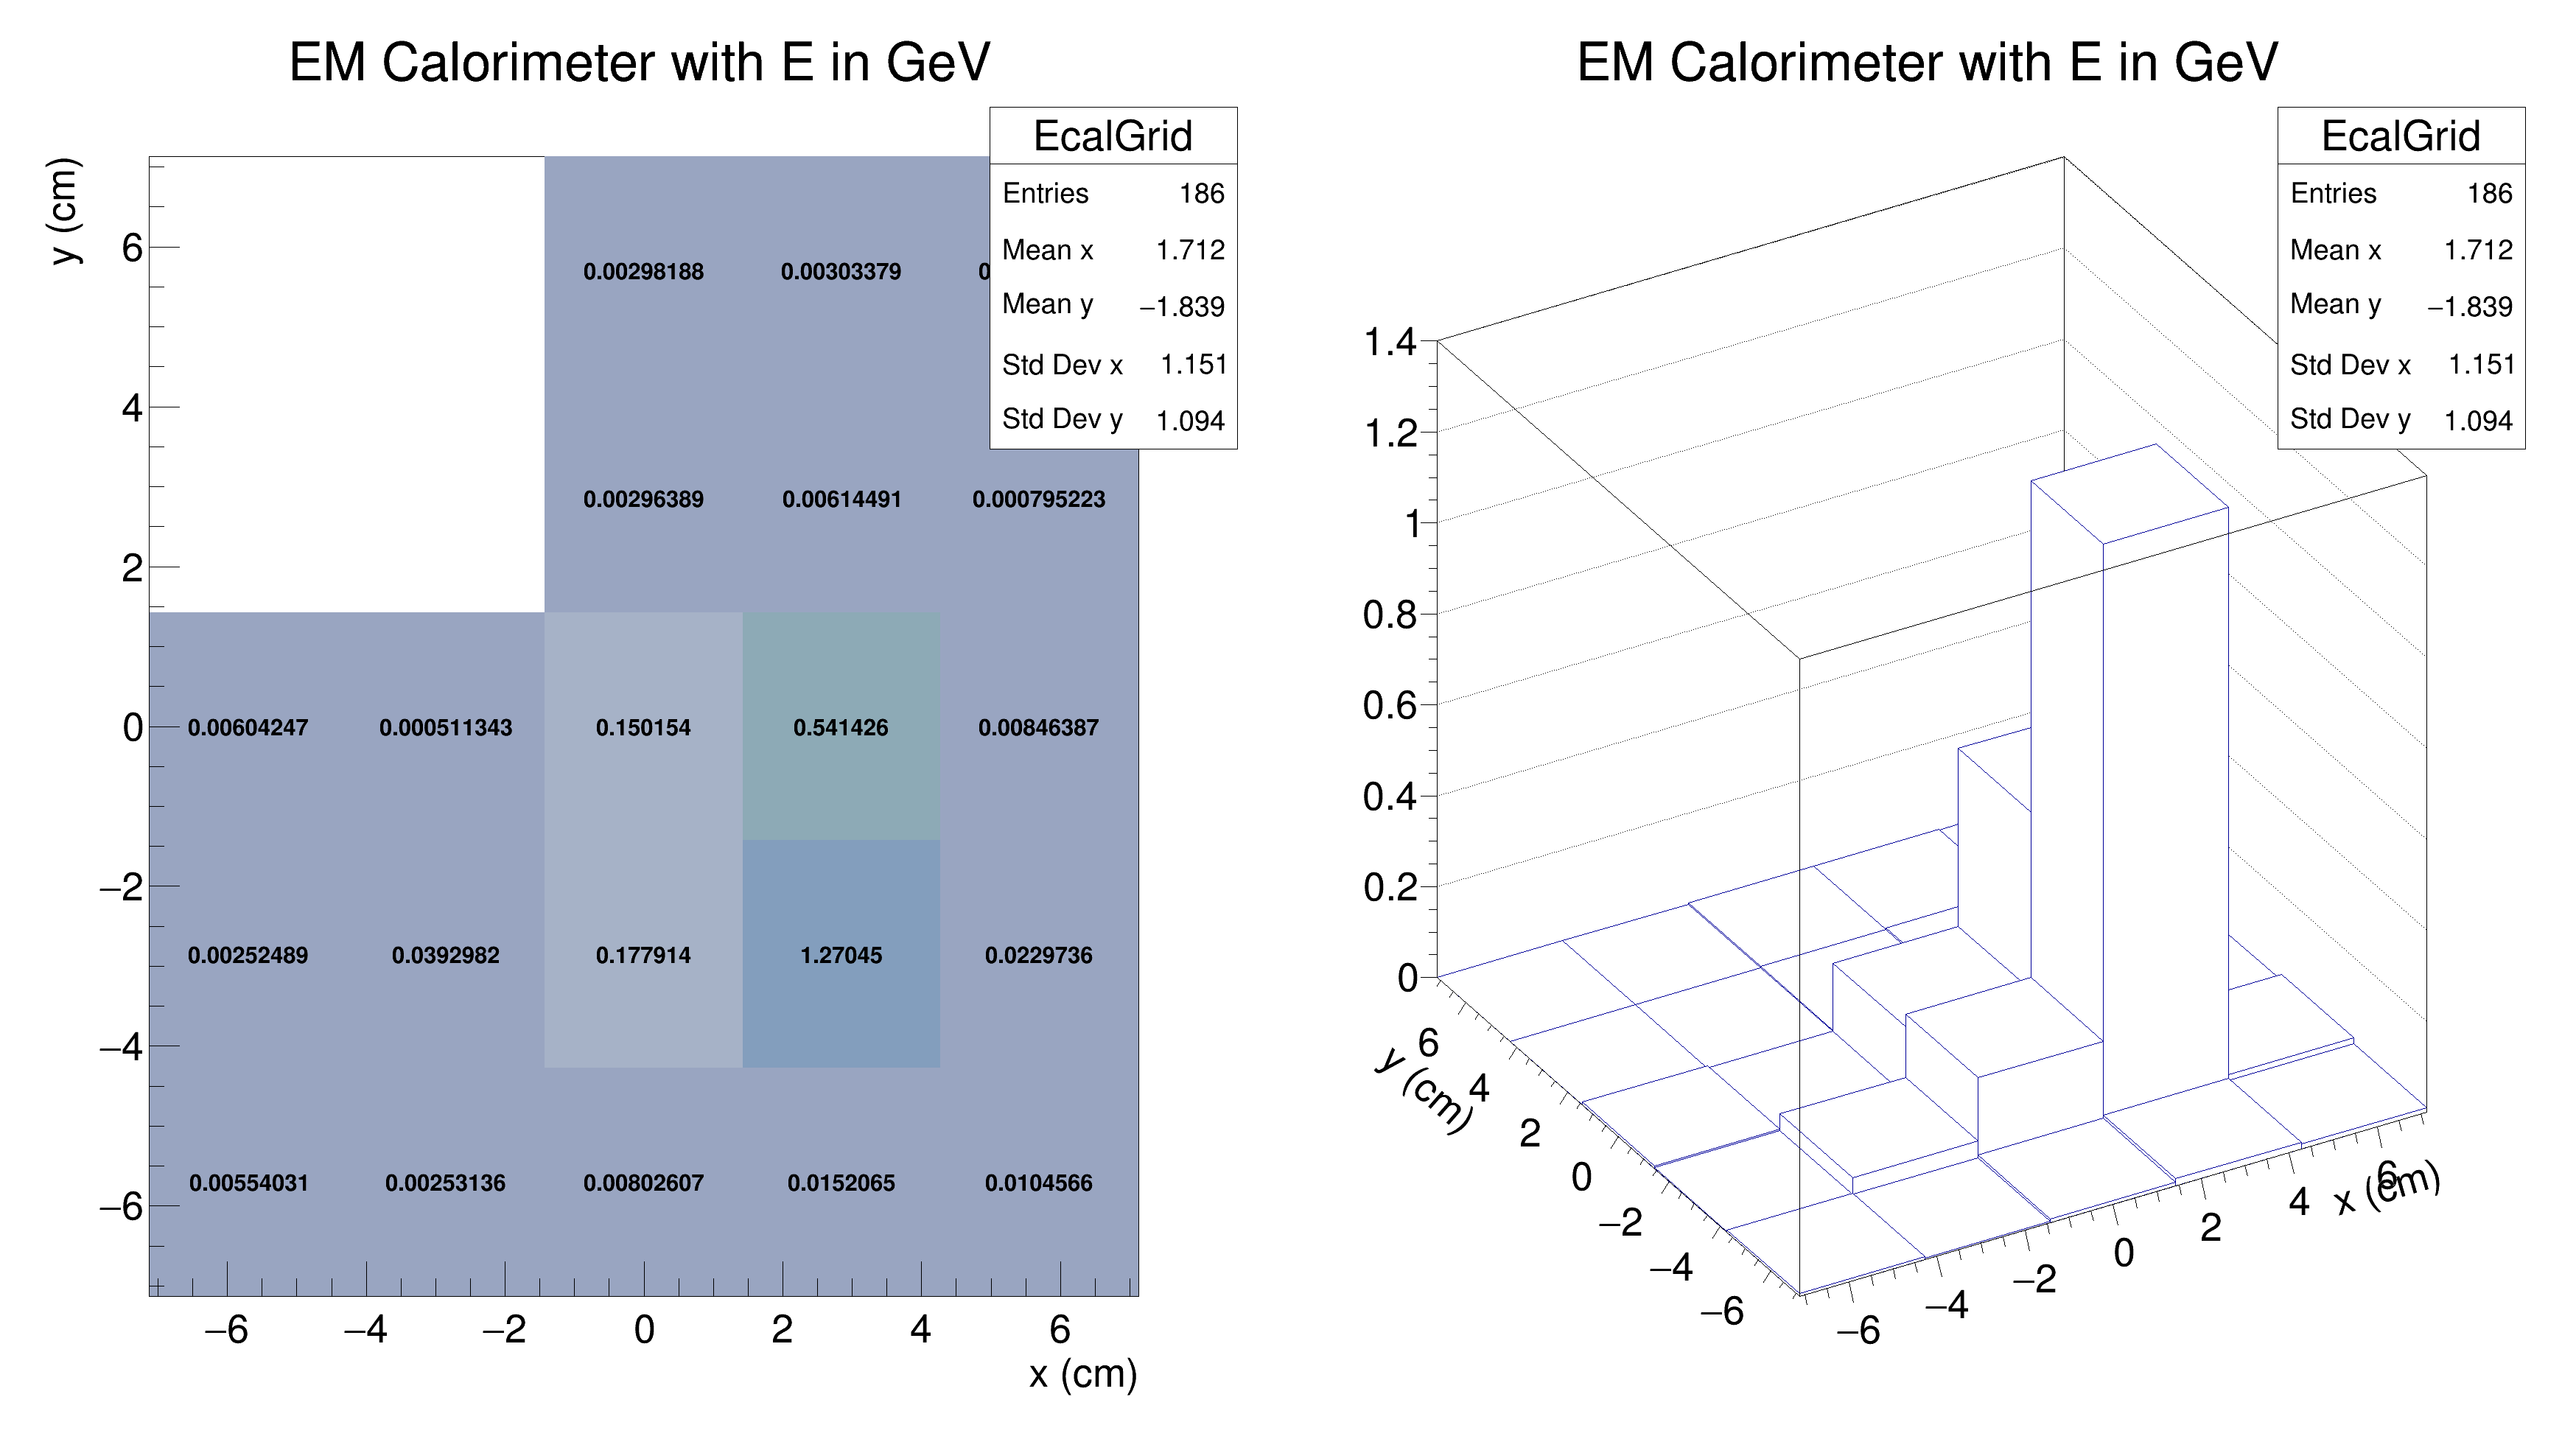 EM Calorimeter with E in GeV
EcalGrid
Entries 186
Mean x 1.712
Mean y −1.839
Std Dev x 1.151
Std Dev y 1.094
y (cm)
6
4
2
0
−2
−4
−6
0.00298188 0.00303379
0.00296389 0.00614491 0.000795223
0.00604247 0.000511343 0.150154 0.541426 0.00846387
0.00252489 0.0392982 0.177914 1.27045 0.0229736
0.00554031 0.00253136 0.00802607 0.0152065 0.0104566
−6 −4 −2 0 2 4 6
x (cm)
EM Calorimeter with E in GeV
EcalGrid
Entries 186
Mean x 1.712
Mean y −1.839
Std Dev x 1.151
Std Dev y 1.094
1.4
1.2
1
0.8
0.6
0.4
0.2
0
y (cm)
6
4
2
0
−2
−4
−6
−6 −4 −2 0 2 4 6
x (cm)